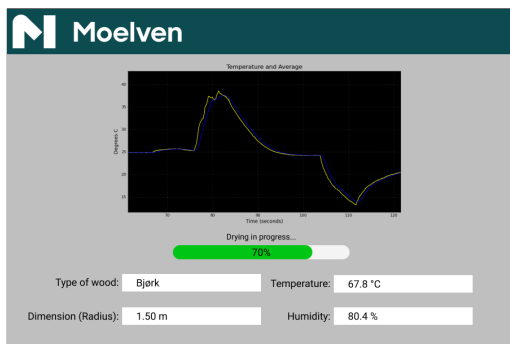 Moelven
Temperature and Average
40
35
30
25
20
15
Degrees C
70 80 90 100 110 120
Time (seconds)
Drying in progress...
70%
Type of wood: Bjørk Temperature: 67.8 °C
Dimension (Radius): 1.50 m Humidity: 80.4 %